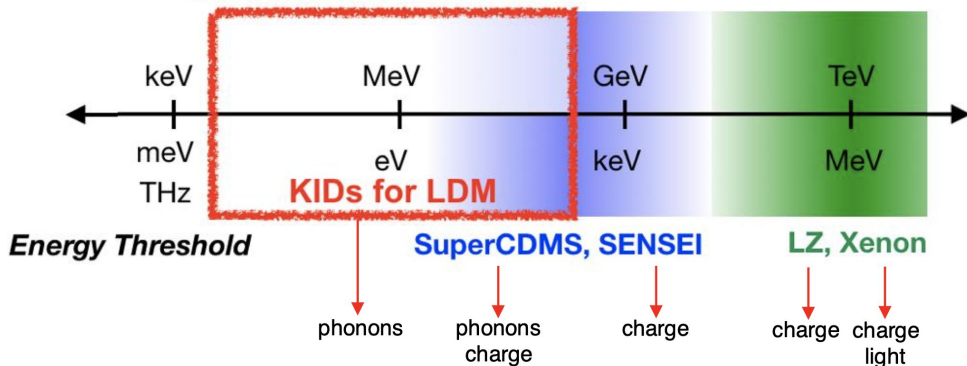 keV MeV GeV TeV
meV eV keV MeV
THz KIDs for LDM
Energy Threshold SuperCDMS, SENSEI LZ, Xenon
phonons phonons charge charge charge
charge light